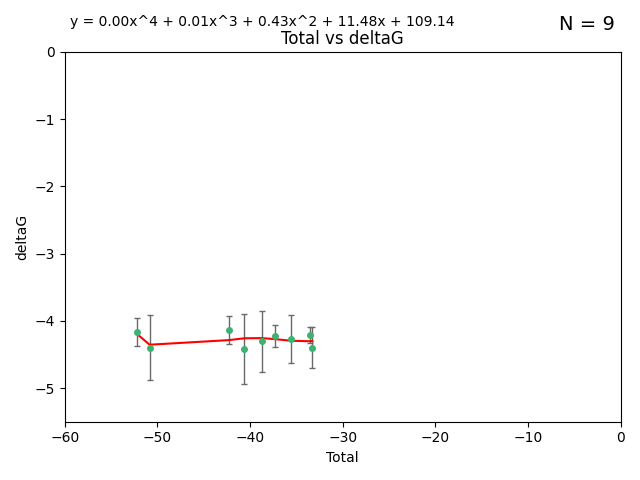 y = 0.00x^4 + 0.01x^3 + 0.43x^2 + 11.48x + 109.14
N = 9
Total vs deltaG
0
−1
−2
−3
−4
−5
deltaG
−60 −50 −40 −30 −20 −10 0
Total